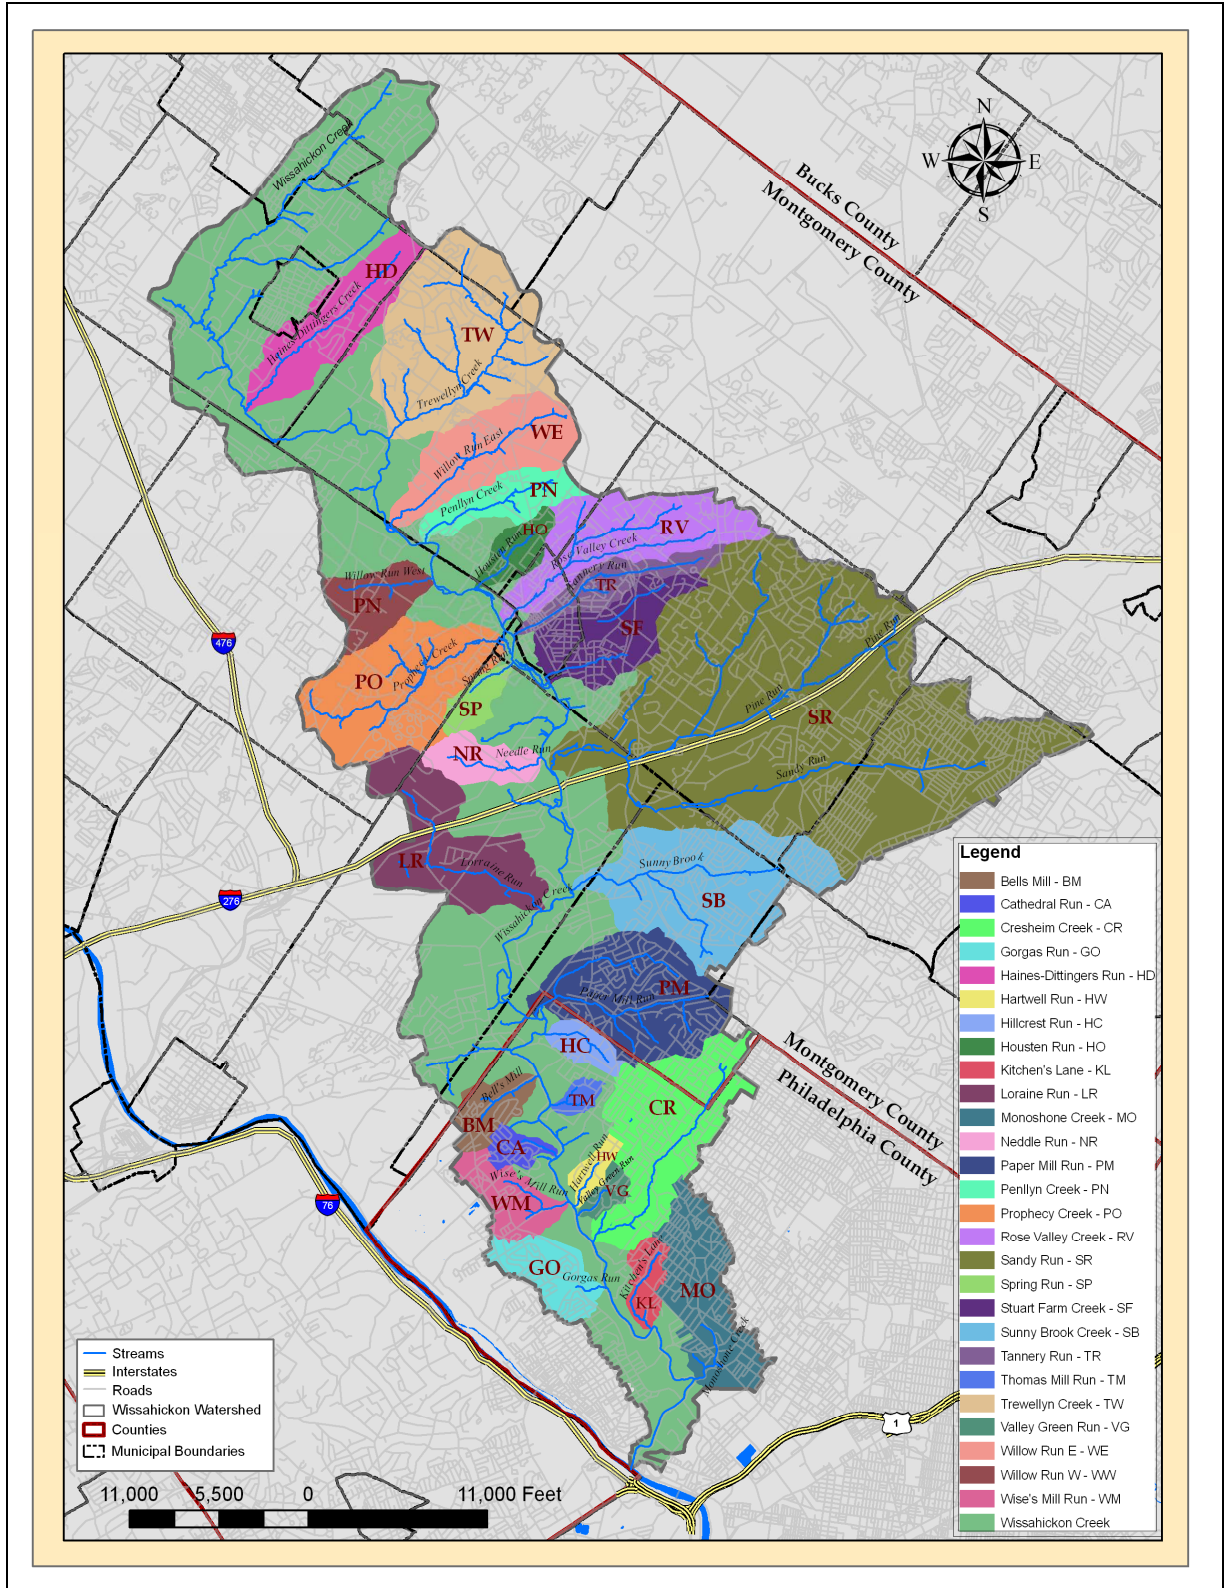 N
W
E
S
Bucks County
Montgomery County
Wissahickon Creek
HD
Haines-Dittingers Creek
TW
Trewellyn Creek
WE
Willow Run East
PN
Penllyn Creek
HO
Housten Run
RV
Rose Valley Creek
Tannery Run
TR
Willow Run West
PN
SF
476
Prophecy Creek
PO
Spring Run
SP
Pine Run
Pine Run
SR
NR
Needle Run
Sandy Run
LR
Lorraine Run
Sunny Brook
SB
276
Wissahickon Creek
PM
Paper Mill Run
HC
Montgomery County
Philadelphia County
Bell's Mill
TM
CR
BM
CA
Hartwell Run
HW
Valley Green Run
VG
Wise's Mill Run
WM
76
GO
Gorgas Run
Kitchen's Lane
KL
MO
Monoshone Creek
1
Legend
Bells Mill - BM
Cathedral Run - CA
Cresheim Creek - CR
Gorgas Run - GO
Haines-Dittingers Run - HD
Hartwell Run - HW
Hillcrest Run - HC
Housten Run - HO
Kitchen's Lane - KL
Loraine Run - LR
Monoshone Creek - MO
Neddle Run - NR
Paper Mill Run - PM
Penllyn Creek - PN
Prophecy Creek - PO
Rose Valley Creek - RV
Sandy Run - SR
Spring Run - SP
Stuart Farm Creek - SF
Sunny Brook Creek - SB
Tannery Run - TR
Thomas Mill Run - TM
Trewellyn Creek - TW
Valley Green Run - VG
Willow Run E - WE
Willow Run W - WW
Wise's Mill Run - WM
Wissahickon Creek
Streams
Interstates
Roads
Wissahickon Watershed
Counties
Municipal Boundaries
11,000 5,500 0 11,000 Feet